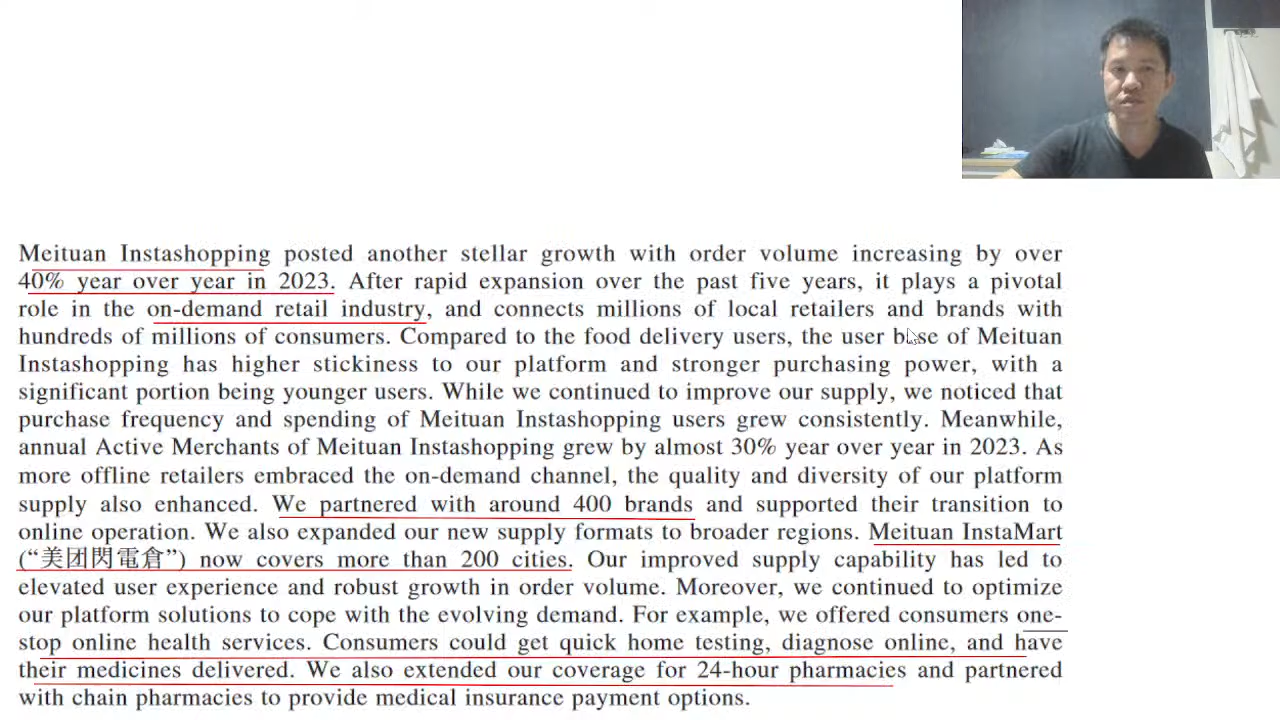 Meituan Instashopping posted another stellar growth with order volume increasing by over
40% year over year in 2023. After rapid expansion over the past five years, it plays a pivotal
role in the on-demand retail industry, and connects millions of local retailers and brands with
hundreds of millions of consumers. Compared to the food delivery users, the user base of Meituan
Instashopping has higher stickiness to our platform and stronger purchasing power, with a
significant portion being younger users. While we continued to improve our supply, we noticed that
purchase frequency and spending of Meituan Instashopping users grew consistently. Meanwhile,
annual Active Merchants of Meituan Instashopping grew by almost 30% year over year in 2023. As
more offline retailers embraced the on-demand channel, the quality and diversity of our platform
supply also enhanced. We partnered with around 400 brands and supported their transition to
online operation. We also expanded our new supply formats to broader regions. Meituan InstaMart
(“美团閃電倉”) now covers more than 200 cities. Our improved supply capability has led to
elevated user experience and robust growth in order volume. Moreover, we continued to optimize
our platform solutions to cope with the evolving demand. For example, we offered consumers one-
stop online health services. Consumers could get quick home testing, diagnose online, and have
their medicines delivered. We also extended our coverage for 24-hour pharmacies and partnered
with chain pharmacies to provide medical insurance payment options.